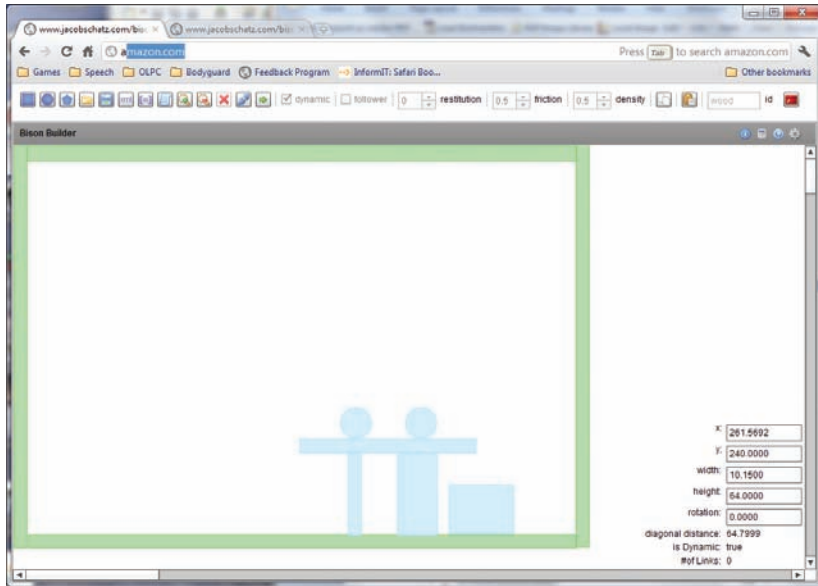 www.jacobschatz.com/bis
www.jacobschatz.com/bis
amazon.com
Press Tab to search amazon.com
Games Speech OLPC Bodyguard Feedback Program InformIT: Safari Boo... Other bookmarks
dynamic follower 0 restitution 0.5 friction 0.5 density wood id
Bison Builder
x: 261.5692
y: 240.0000
width: 10.1500
height: 64.0000
rotation: 0.0000
diagonal distance: 64.7999
is Dynamic: true
#of Links: 0